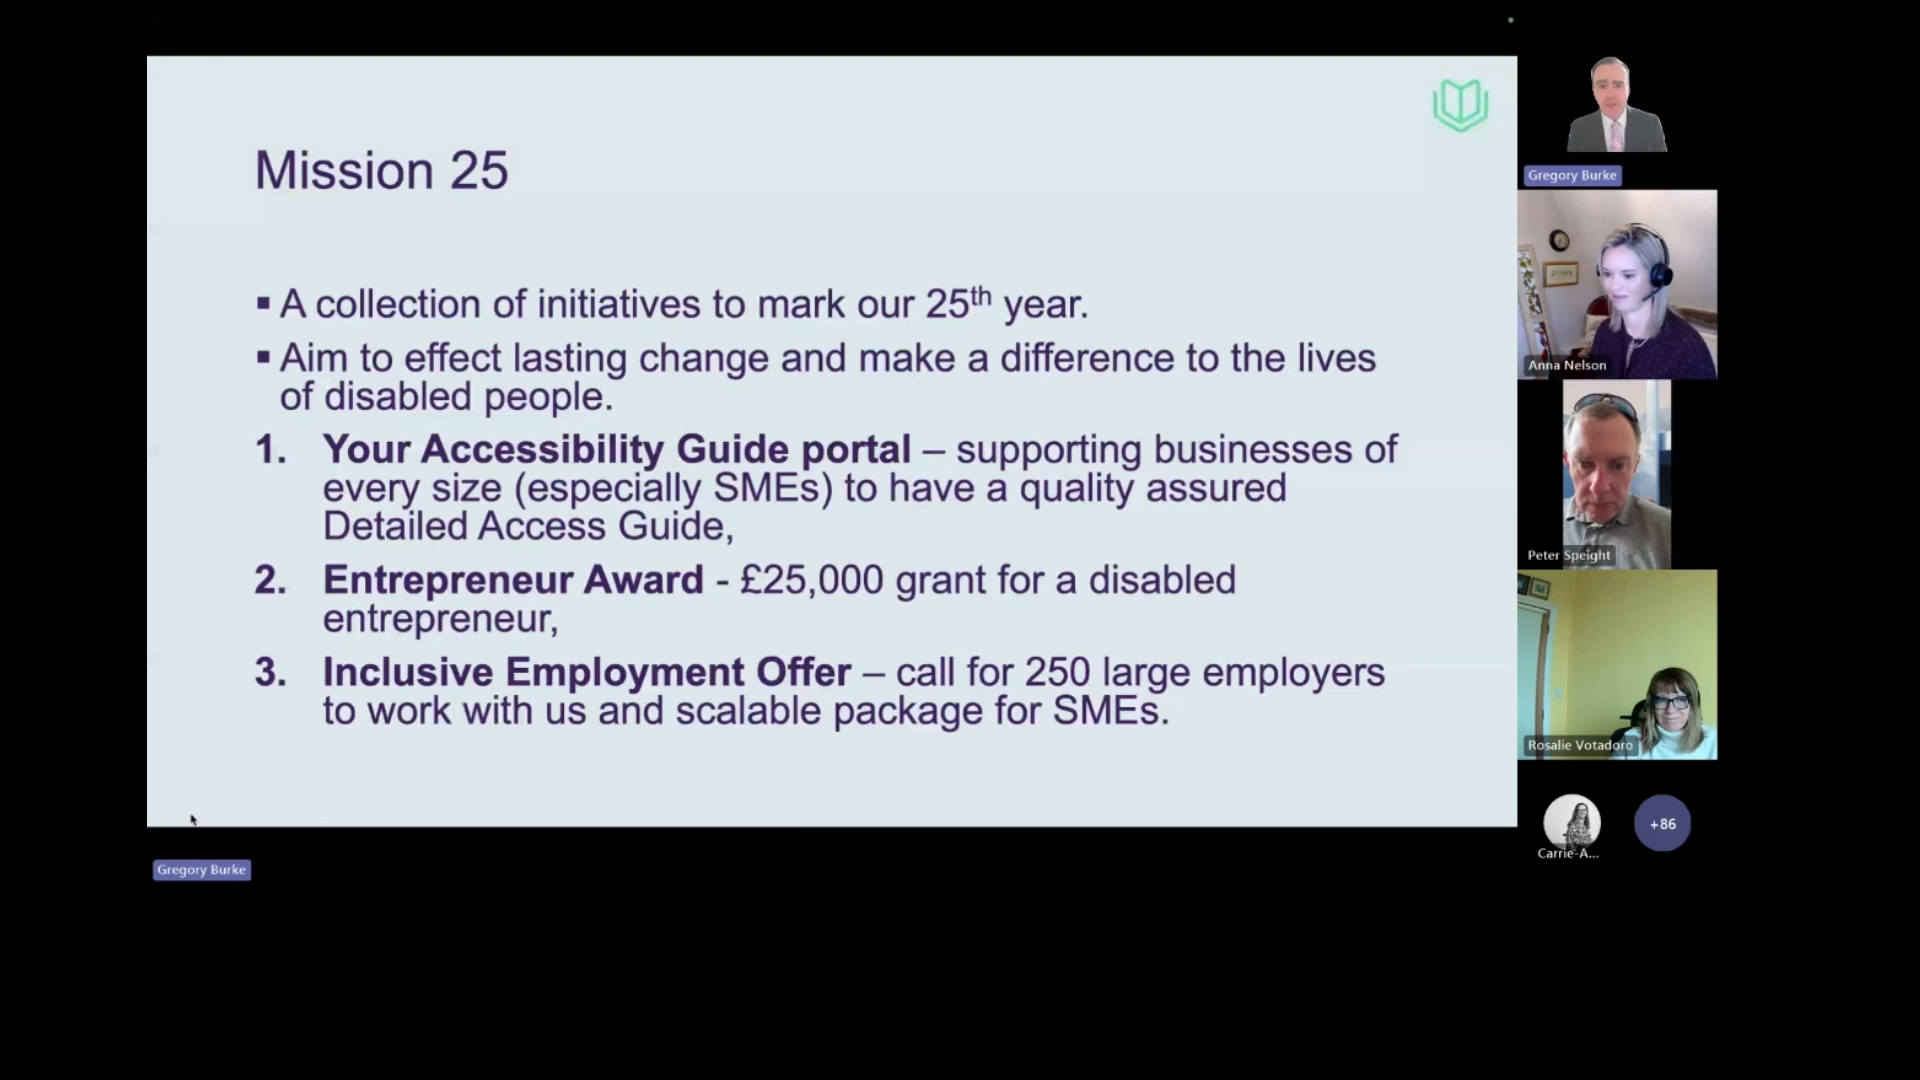 Mission 25
▪ A collection of initiatives to mark our 25th year.
▪ Aim to effect lasting change and make a difference to the lives
of disabled people.
1. Your Accessibility Guide portal – supporting businesses of
every size (especially SMEs) to have a quality assured
Detailed Access Guide,
2. Entrepreneur Award - £25,000 grant for a disabled
entrepreneur,
3. Inclusive Employment Offer – call for 250 large employers
to work with us and scalable package for SMEs.
Gregory Burke
Gregory Burke
Anna Nelson
Peter Speight
Rosalie Votadoro
Carrie-A...
+86